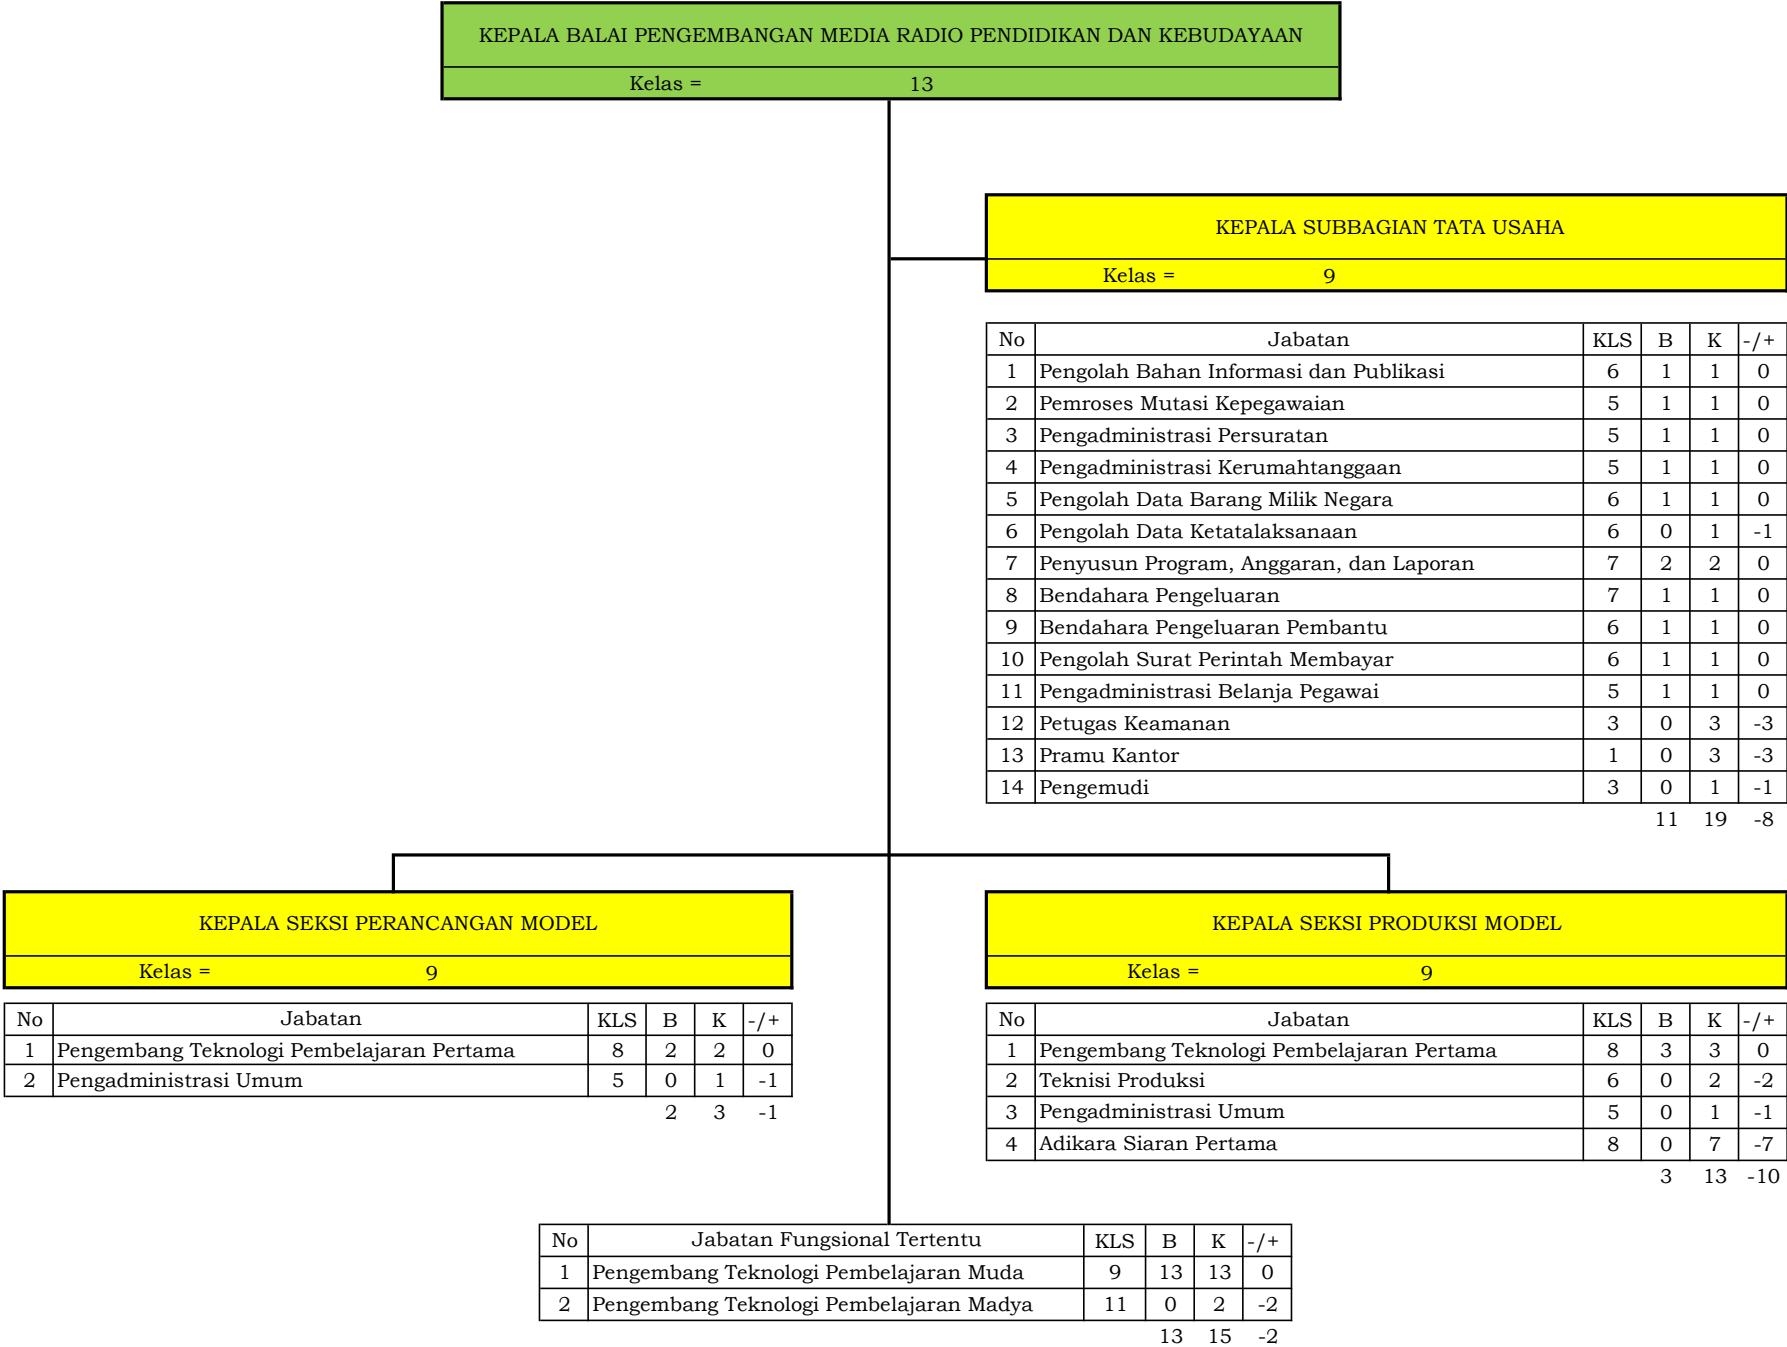 KEPALA BALAI PENGEMBANGAN MEDIA RADIO PENDIDIKAN DAN KEBUDAYAAN
Kelas = 13
KEPALA SUBBAGIAN TATA USAHA
Kelas = 9
No Jabatan KLS B K -/+
1 Pengolah Bahan Informasi dan Publikasi 6 1 1 0
2 Pemroses Mutasi Kepegawaian 5 1 1 0
3 Pengadministrasi Persuratan 5 1 1 0
4 Pengadministrasi Kerumahtanggaan 5 1 1 0
5 Pengolah Data Barang Milik Negara 6 1 1 0
6 Pengolah Data Ketatalaksanaan 6 0 1 -1
7 Penyusun Program, Anggaran, dan Laporan 7 2 2 0
8 Bendahara Pengeluaran 7 1 1 0
9 Bendahara Pengeluaran Pembantu 6 1 1 0
10 Pengolah Surat Perintah Membayar 6 1 1 0
11 Pengadministrasi Belanja Pegawai 5 1 1 0
12 Petugas Keamanan 3 0 3 -3
13 Pramu Kantor 1 0 3 -3
14 Pengemudi 3 0 1 -1
11 19 -8
KEPALA SEKSI PERANCANGAN MODEL
Kelas = 9
No Jabatan KLS B K -/+
1 Pengembang Teknologi Pembelajaran Pertama 8 2 2 0
2 Pengadministrasi Umum 5 0 1 -1
2 3 -1
KEPALA SEKSI PRODUKSI MODEL
Kelas = 9
No Jabatan KLS B K -/+
1 Pengembang Teknologi Pembelajaran Pertama 8 3 3 0
2 Teknisi Produksi 6 0 2 -2
3 Pengadministrasi Umum 5 0 1 -1
4 Adikara Siaran Pertama 8 0 7 -7
3 13 -10
No Jabatan Fungsional Tertentu KLS B K -/+
1 Pengembang Teknologi Pembelajaran Muda 9 13 13 0
2 Pengembang Teknologi Pembelajaran Madya 11 0 2 -2
13 15 -2